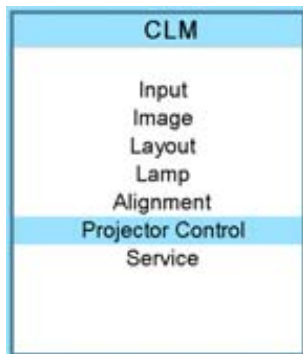 CLM
Input
Image
Layout
Lamp
Alignment
Projector Control
Service